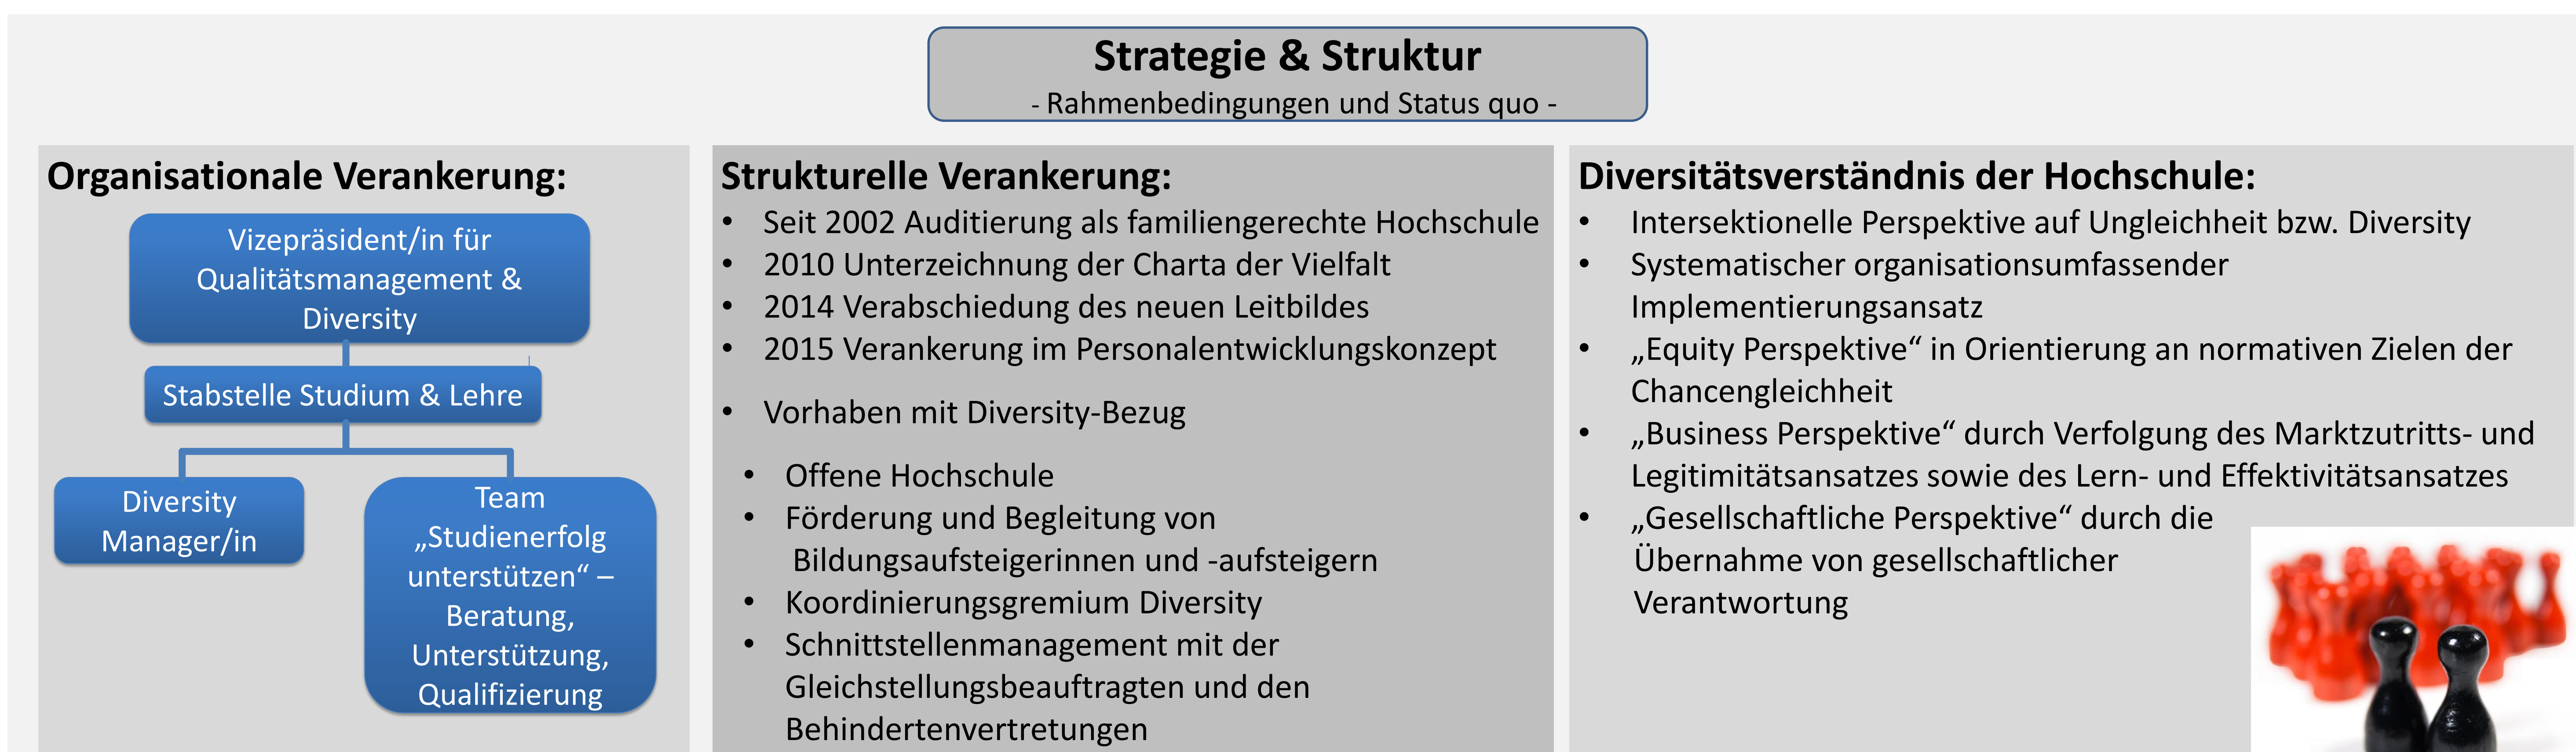 Strategie & Struktur
- Rahmenbedingungen und Status quo -
Organisationale Verankerung:
Vizepräsident/in für
Qualitätsmanagement &
Diversity
Stabstelle Studium & Lehre
Diversity
Manager/in
Team
„Studienerfolg
unterstützen“ –
Beratung,
Unterstützung,
Qualifizierung
Strukturelle Verankerung:
• Seit 2002 Auditierung als familiengerechte Hochschule
• 2010 Unterzeichnung der Charta der Vielfalt
• 2014 Verabschiedung des neuen Leitbildes
• 2015 Verankerung im Personalentwicklungskonzept
• Vorhaben mit Diversity-Bezug
• Offene Hochschule
• Förderung und Begleitung von
Bildungsaufsteigerinnen und -aufsteigern
• Koordinierungsgremium Diversity
• Schnittstellenmanagement mit der
Gleichstellungsbeauftragten und den
Behindertenvertretungen
Diversitätsverständnis der Hochschule:
• Intersektionelle Perspektive auf Ungleichheit bzw. Diversity
• Systematischer organisationsumfassender
Implementierungsansatz
• „Equity Perspektive“ in Orientierung an normativen Zielen der
Chancengleichheit
• „Business Perspektive“ durch Verfolgung des Marktzutritts- und
Legitimitätsansatzes sowie des Lern- und Effektivitätsansatzes
• „Gesellschaftliche Perspektive“ durch die
Übernahme von gesellschaftlicher
Verantwortung